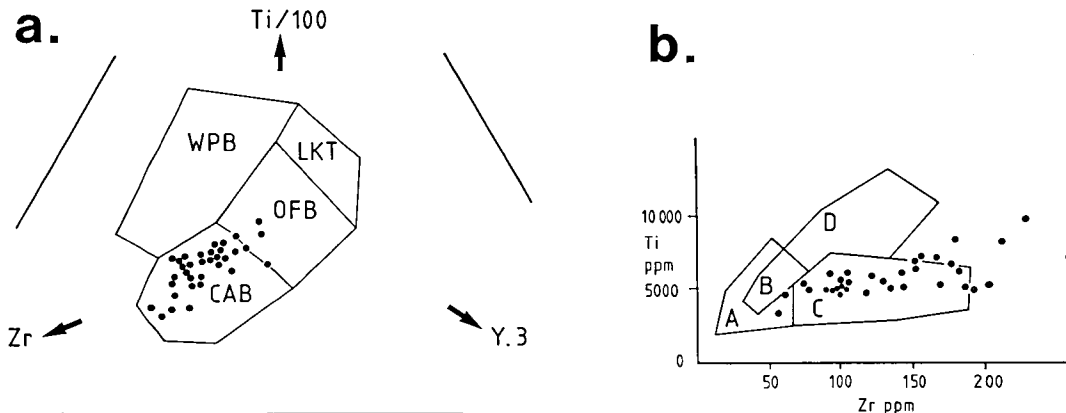 a.
Ti/100
WPB
LKT
OFB
CAB
Zr
Y.3
b.
10 000
Ti
ppm
5000
0
A
B
C
D
50
100
150
200
Zr ppm